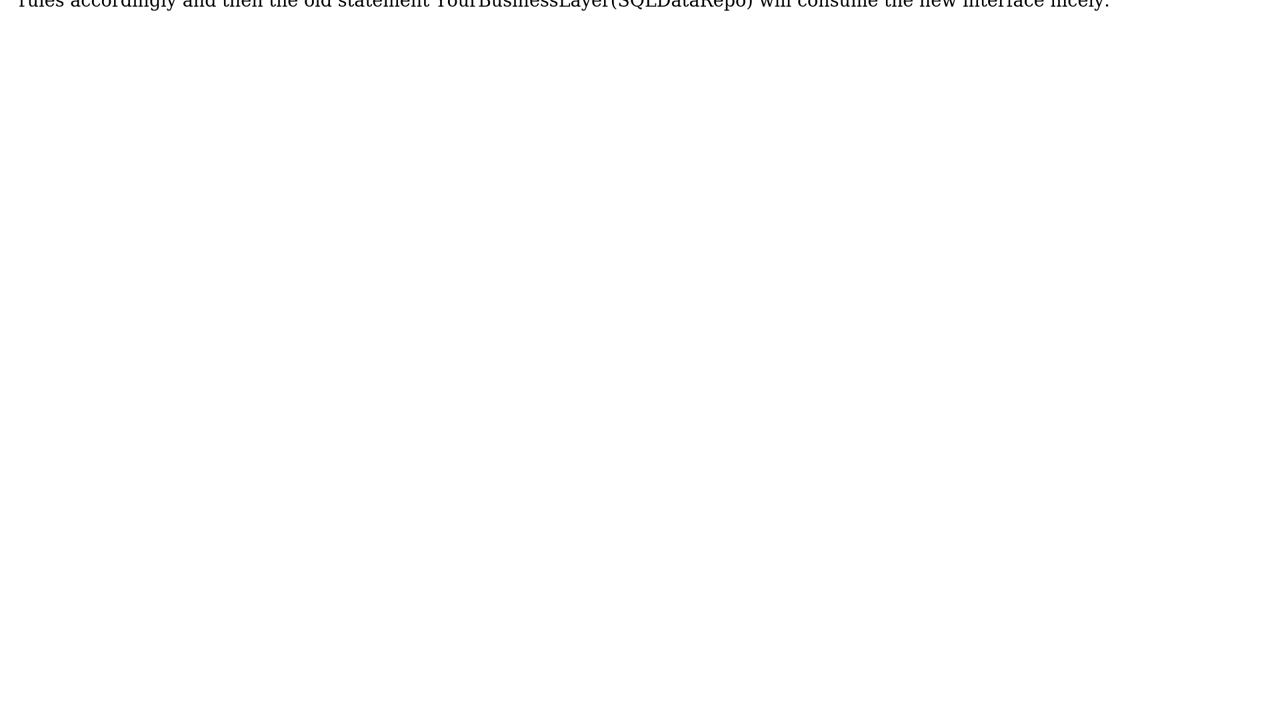 rules accordingly and then the old statement YourBusinessLayer(SQLDataRepo) will consume the new interface nicely.